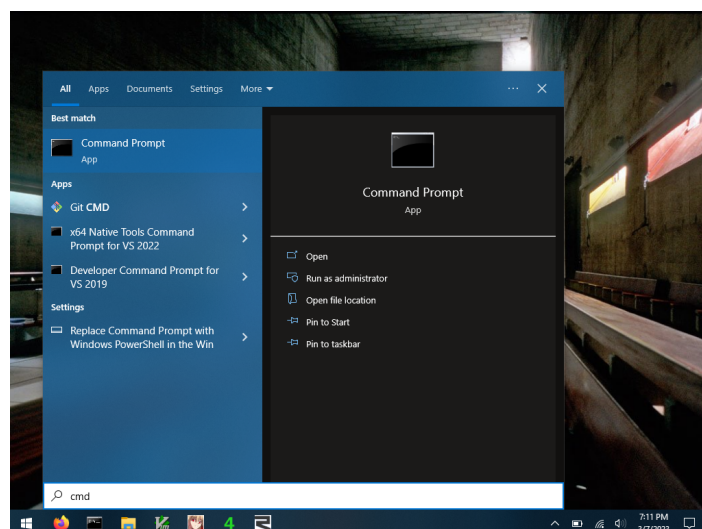 All Apps Documents Settings More
Best match
Command Prompt
App
Apps
Git CMD
x64 Native Tools Command
Prompt for VS 2022
Developer Command Prompt for
VS 2019
Settings
Replace Command Prompt with
Windows PowerShell in the Win
Command Prompt
App
Open
Run as administrator
Open file location
Pin to Start
Pin to taskbar
cmd
7:11 PM